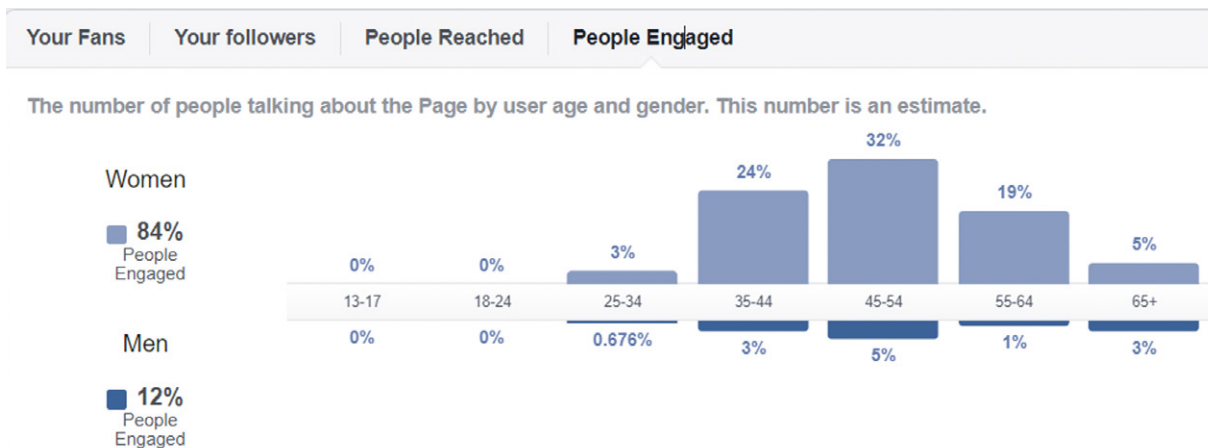 Your Fans Your followers People Reached People Engaged
The number of people talking about the Page by user age and gender. This number is an estimate.
Women
84%
People
Engaged
0% 0% 3% 24% 32% 19% 5%
13-17 18-24 25-34 35-44 45-54 55-64 65+
0% 0% 0.676% 3% 5% 1% 3%
Men
12%
People
Engaged